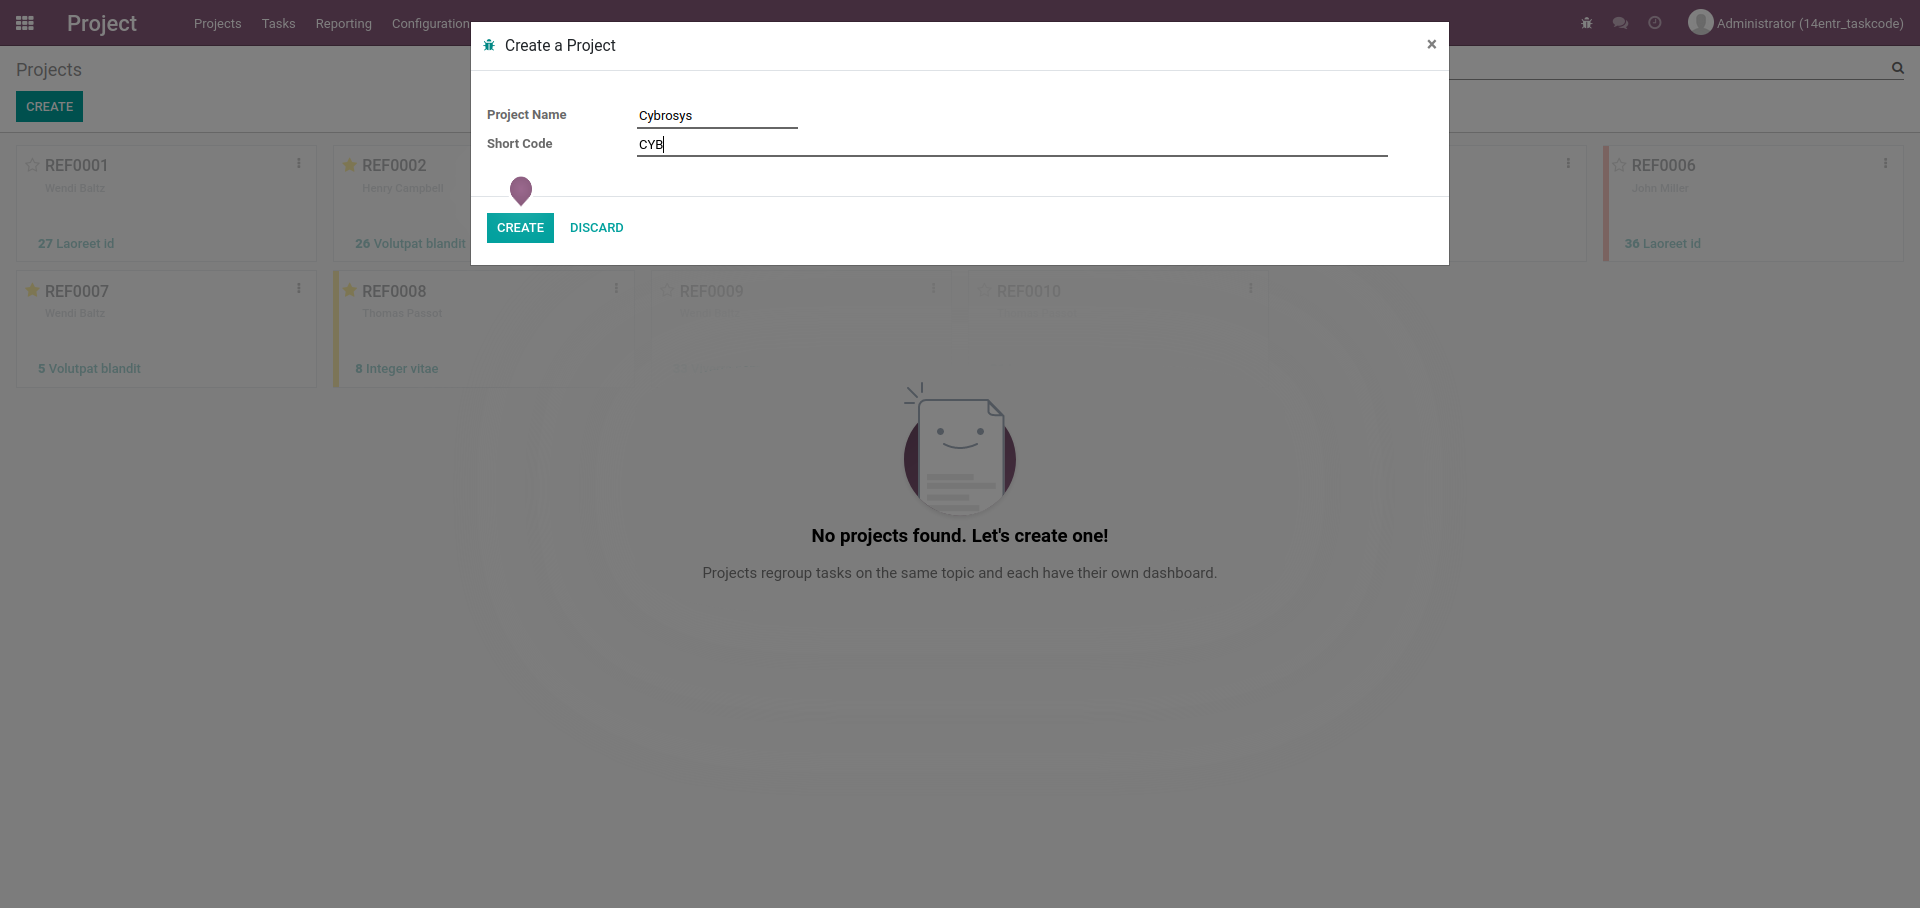 Project
Projects Tasks Reporting Configuration
Administrator (14entr_taskcode)
Projects
CREATE
Create a Project
×
Project Name Cybrosys
Short Code CYB
CREATE DISCARD
REF0001
Wendi Baltz
27 Laoreet id
REF0002
Henry Campbell
26 Volutpat blandit
REF0006
John Miller
36 Laoreet id
REF0007
Wendi Baltz
5 Volutpat blandit
REF0008
Thomas Passot
8 Integer vitae
REF0009
REF0010
No projects found. Let's create one!
Projects regroup tasks on the same topic and each have their own dashboard.